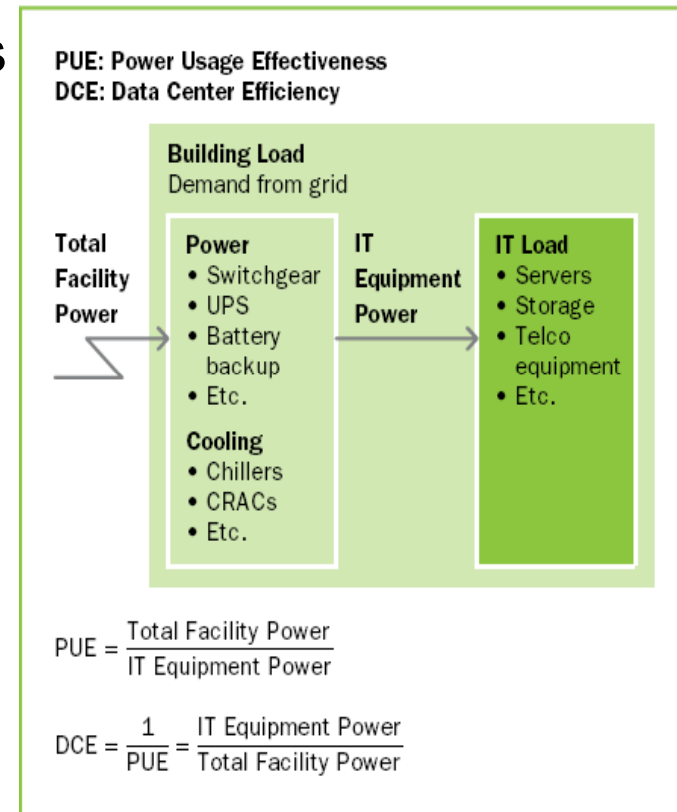 s
PUE: Power Usage Effectiveness
DCE: Data Center Efficiency
Building Load
Demand from grid
Total
Facility
Power
Power
• Switchgear
• UPS
• Battery
backup
• Etc.
Cooling
• Chillers
• CRACs
• Etc.
IT
Equipment
Power
IT Load
• Servers
• Storage
• Telco
equipment
• Etc.
PUE = Total Facility Power / IT Equipment Power
DCE = 1 / PUE = IT Equipment Power / Total Facility Power